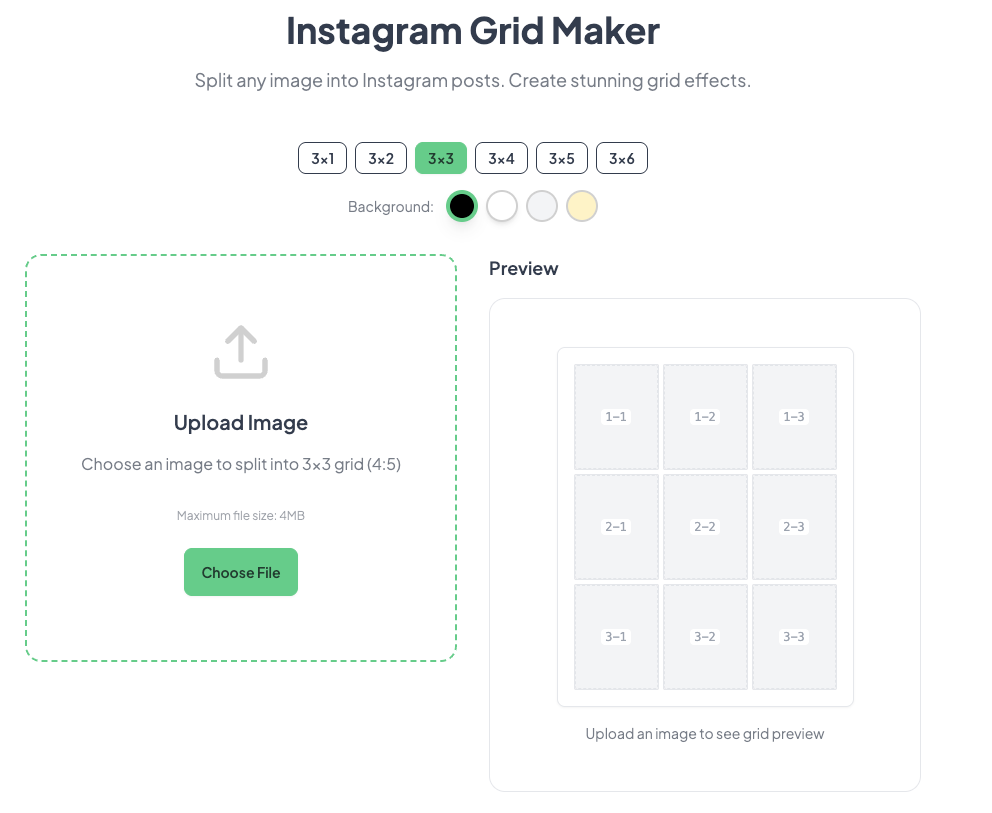 Instagram Grid Maker
Split any image into Instagram posts. Create stunning grid effects.
3×1 3×2 3×3 3×4 3×5 3×6
Background:
Upload Image
Choose an image to split into 3×3 grid (4:5)
Maximum file size: 4MB
Choose File
Preview
1-1 1-2 1-3
2-1 2-2 2-3
3-1 3-2 3-3
Upload an image to see grid preview